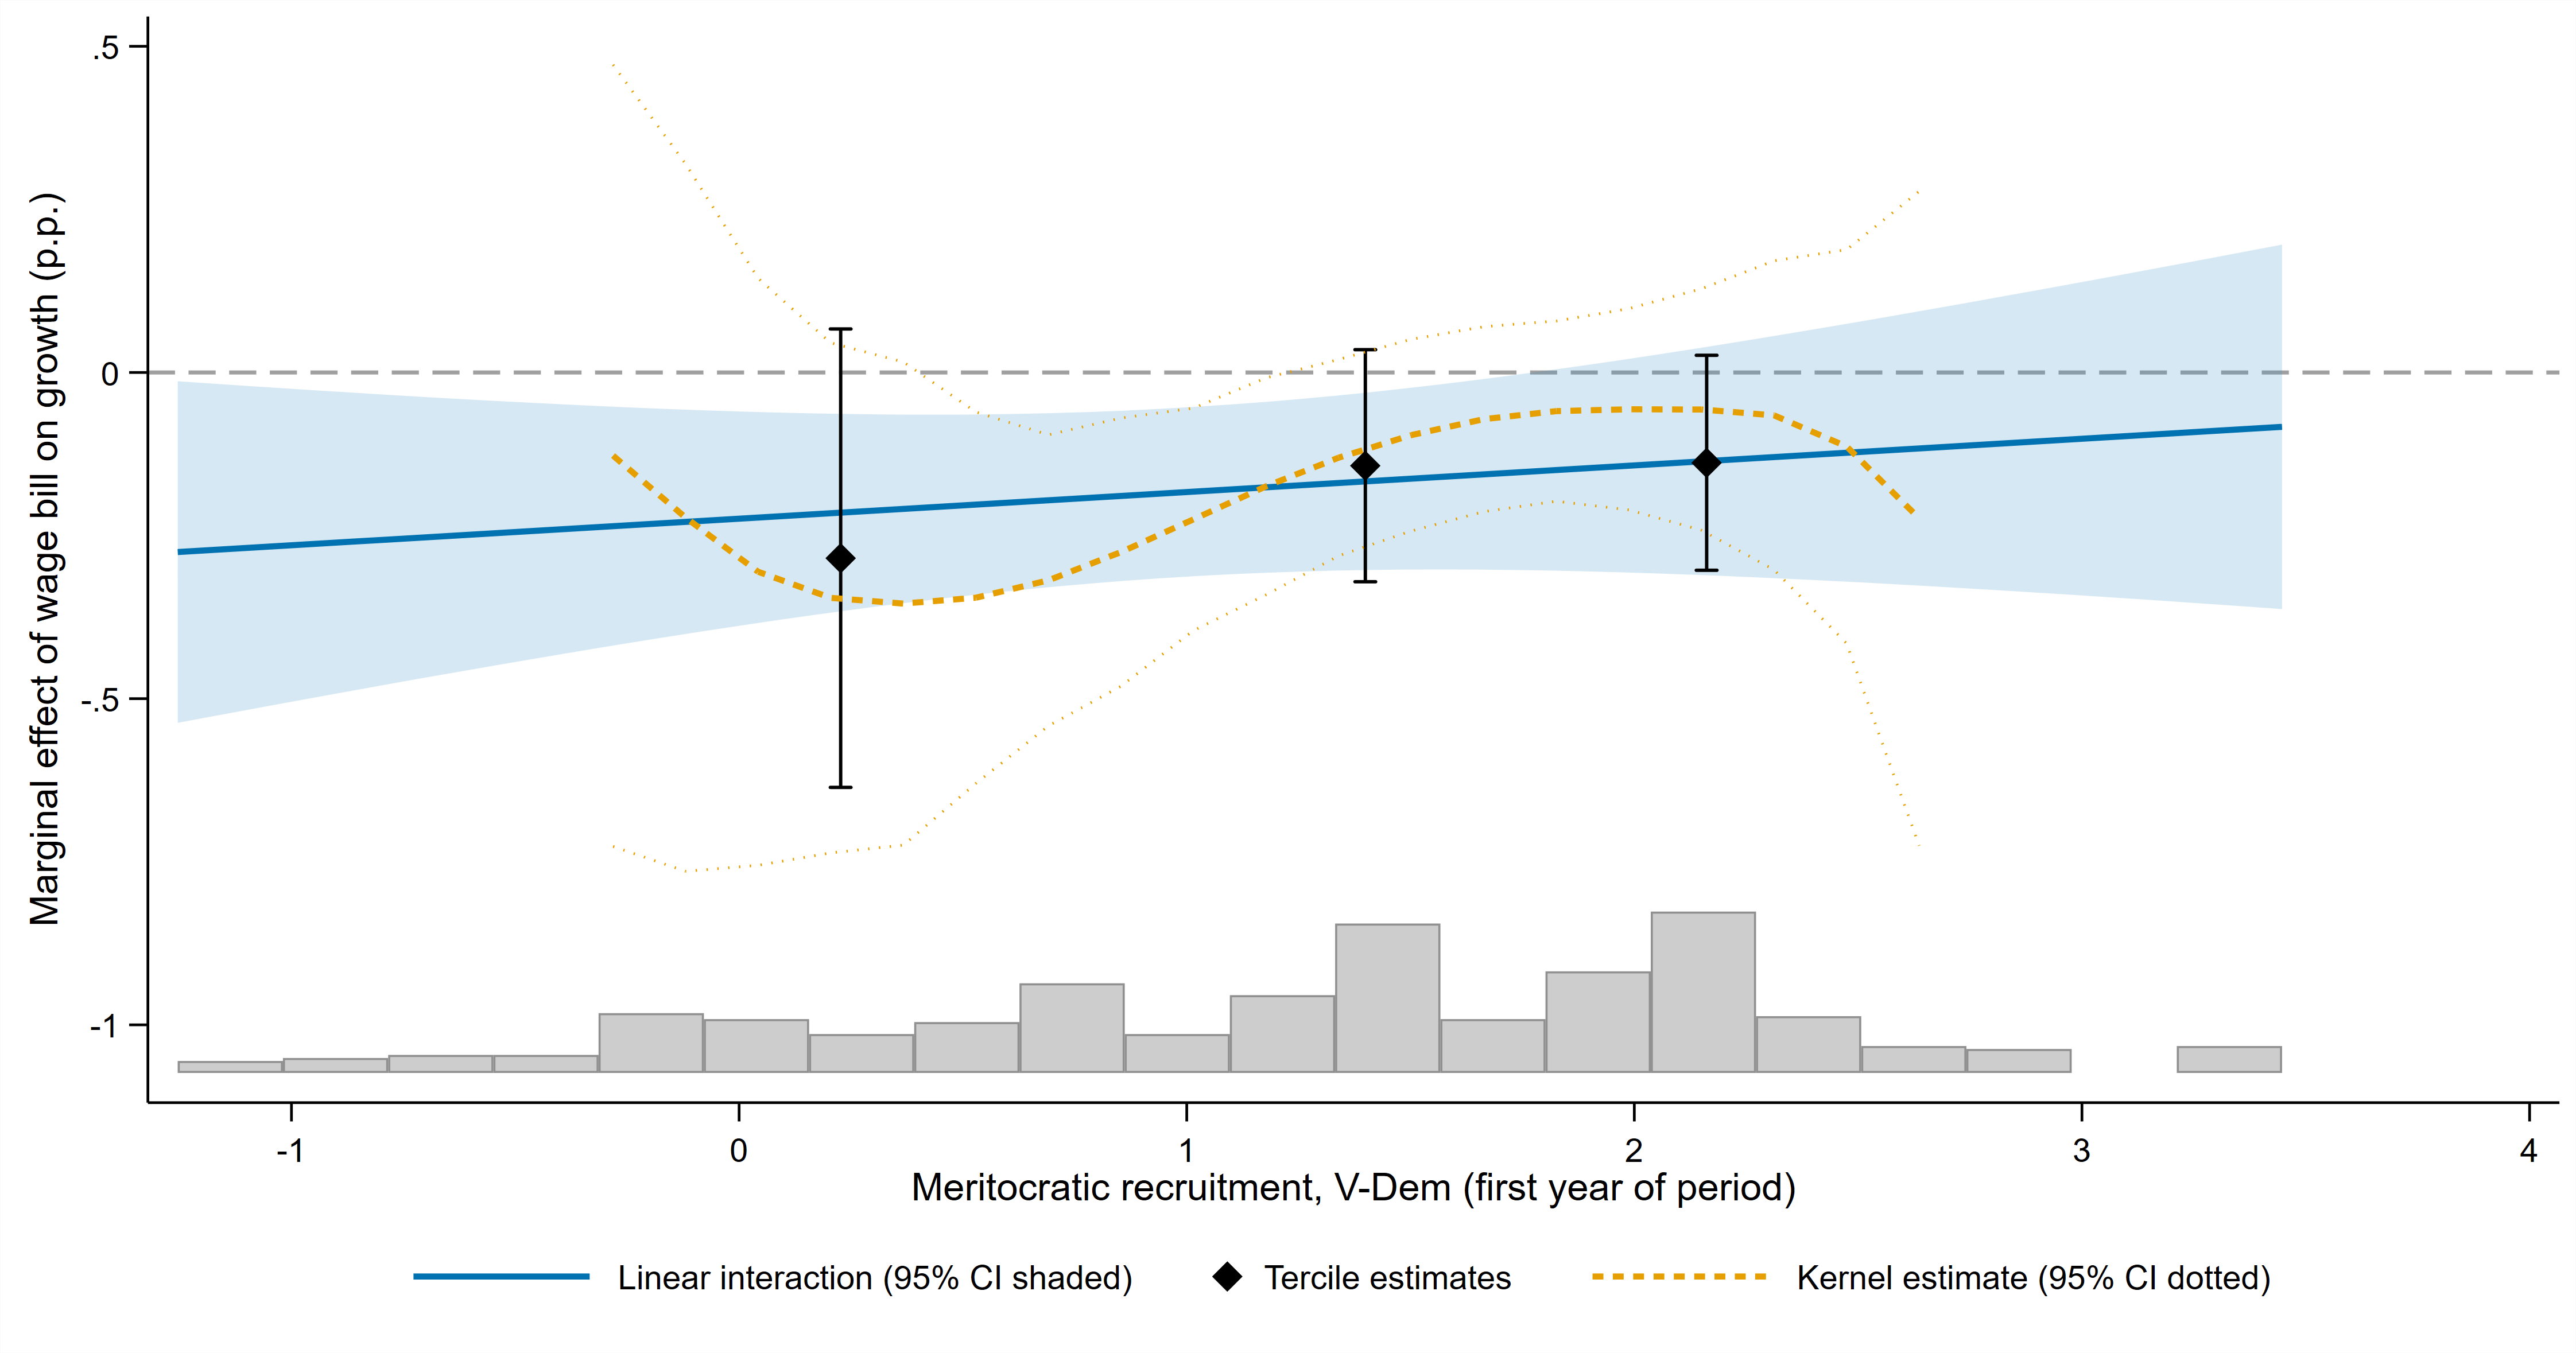 Marginal effect of wage bill on growth (p.p.)
.5
0
-.5
-1
-1 0 1 2 3 4
Meritocratic recruitment, V-Dem (first year of period)
Linear interaction (95% CI shaded) Tercile estimates Kernel estimate (95% CI dotted)